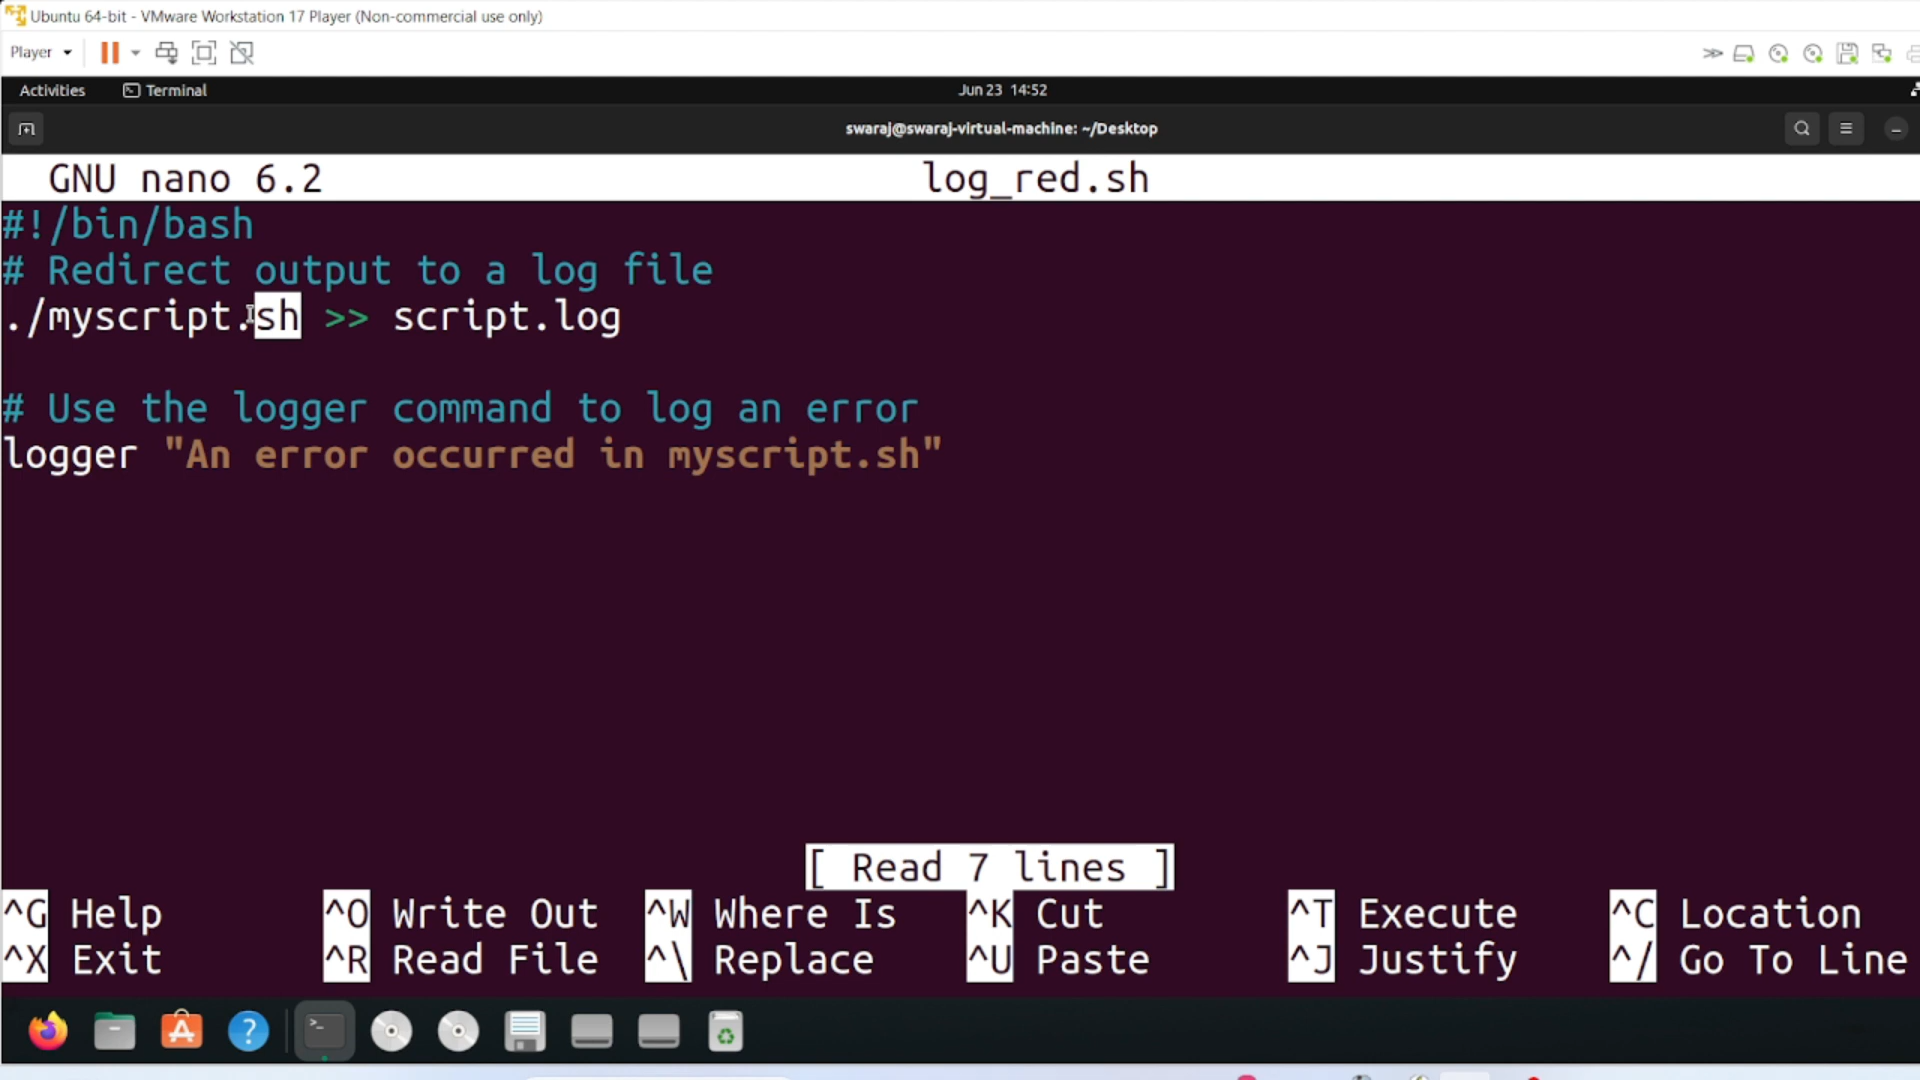 Ubuntu 64-bit - VMware Workstation 17 Player (Non-commercial use only)
Player
Activities Terminal Jun 23 14:52
swaraj@swaraj-virtual-machine: ~/Desktop
GNU nano 6.2 log_red.sh
#!/bin/bash
# Redirect output to a log file
./myscript.sh >> script.log
# Use the logger command to log an error
logger "An error occurred in myscript.sh"
[ Read 7 lines ]
^G Help ^O Write Out ^W Where Is ^K Cut ^T Execute ^C Location
^X Exit ^R Read File ^\ Replace ^U Paste ^J Justify ^/ Go To Line